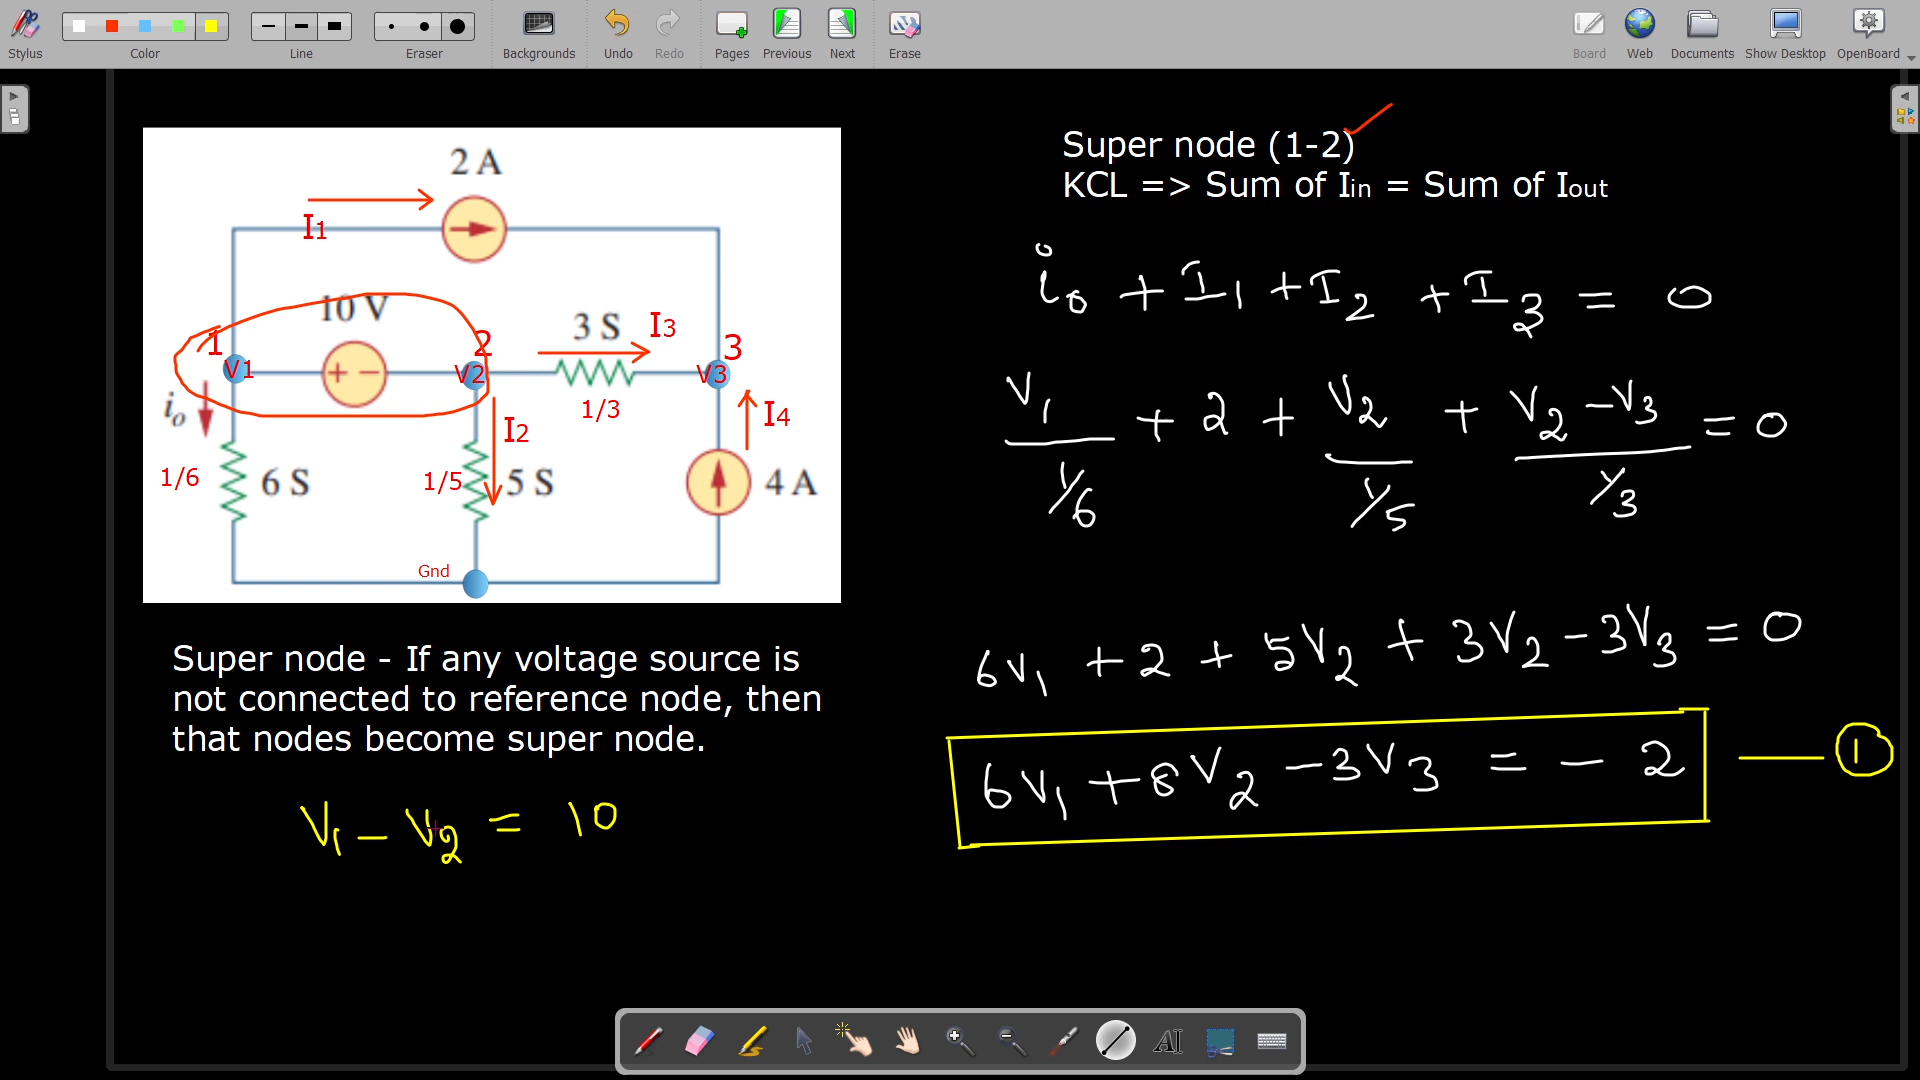 Stylus Color Line Eraser Backgrounds Undo Redo Pages Previous Next Erase Board Web Documents Show Desktop OpenBoard
2 A
I1
10 V
1 2 3 S I3 3
V1 + − V2 V3
io 1/3 I2 I4
1/6 6 S 1/5 5 S 4 A
Gnd
Super node - If any voltage source is
not connected to reference node, then
that nodes become super node.
V1 - V2 = 10
Super node (1-2)
KCL => Sum of Iin = Sum of Iout
io + I1 + I2 + I3 = 0
V1/1/6 + 2 + V2/1/5 + V2-V3/1/3 = 0
6V1 + 2 + 5V2 + 3V2 - 3V3 = 0
6V1 + 8V2 - 3V3 = - 2 — 1
AI